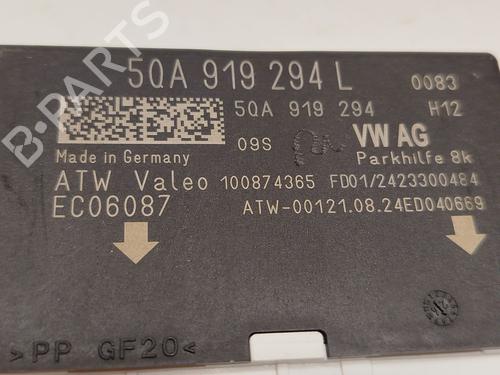 5QA 919 294 L
0083
5QA 919 294
H12
09S
VW AG
Made in Germany
Parkhilfe 8k
ATW Valeo 100874365 FD01/2423300484
EC06087
ATW-00121.08.24ED040669
>PP GF20<
B-PARTS